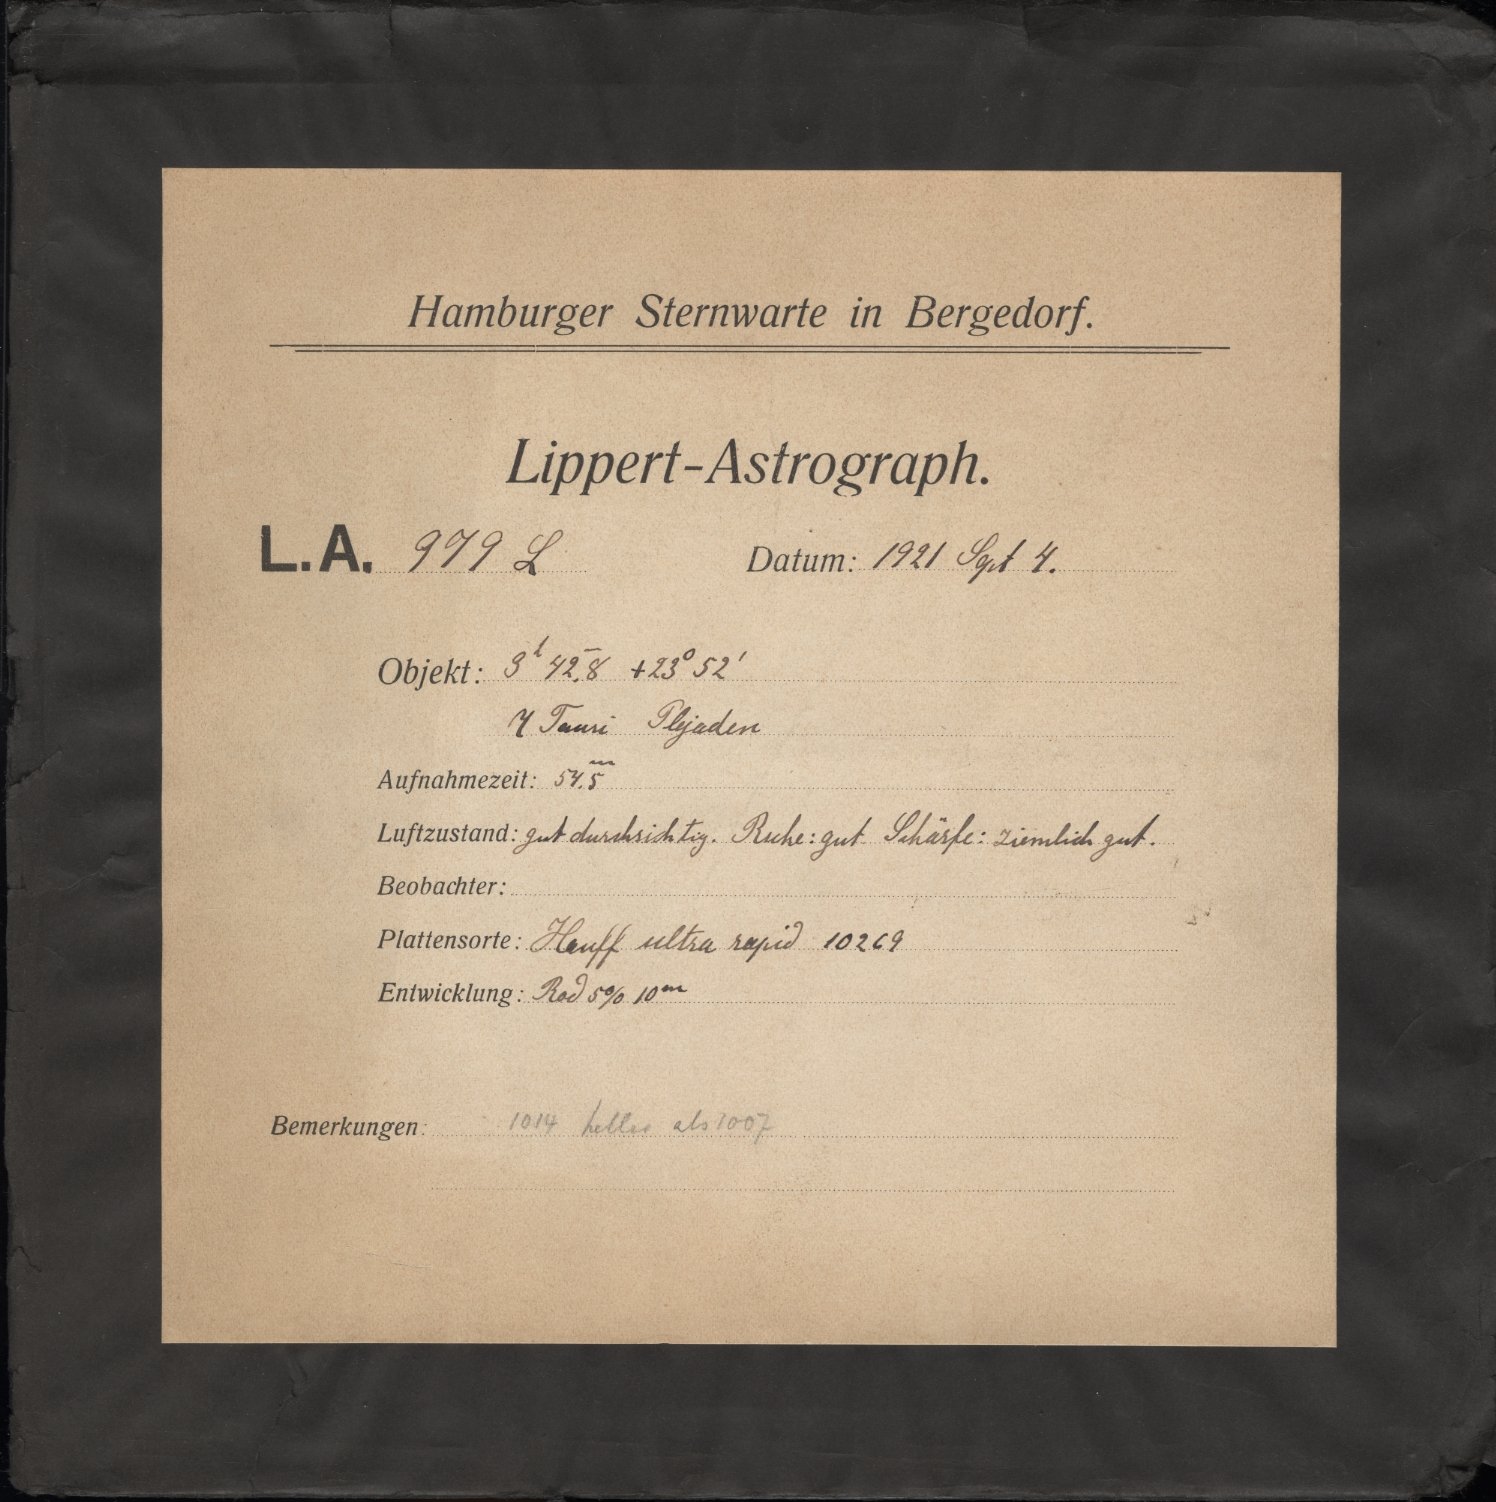 Hamburger Sternwarte in Bergedorf.
Lippert-Astrograph.
L.A. 979 L Datum: 1921 Sept 4.
Objekt: 3ʰ 42.ᵐ8 +23° 52'
η Tauri Plejaden
Aufnahmezeit: 54.ᵐ5
Luftzustand: gut durchsichtig. Ruhe: gut Schärfe: ziemlich gut.
Beobachter:
Plattensorte: Hauff ultra rapid 10269
Entwicklung: Rod 5% 10ᵐ
Bemerkungen: 1014 heller als 1007